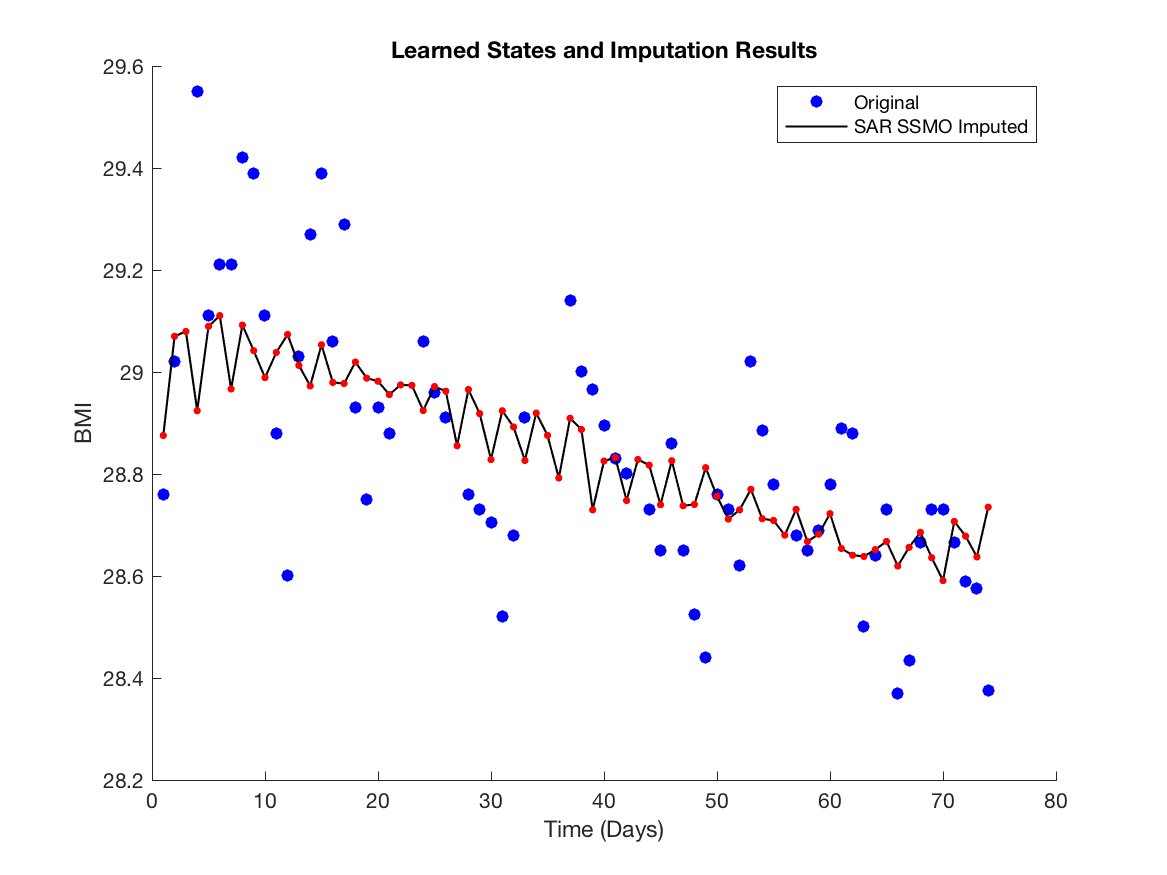 Learned States and Imputation Results
Original
SAR SSMO Imputed
29.6
29.4
29.2
29
28.8
28.6
28.4
28.2
BMI
0 10 20 30 40 50 60 70 80
Time (Days)